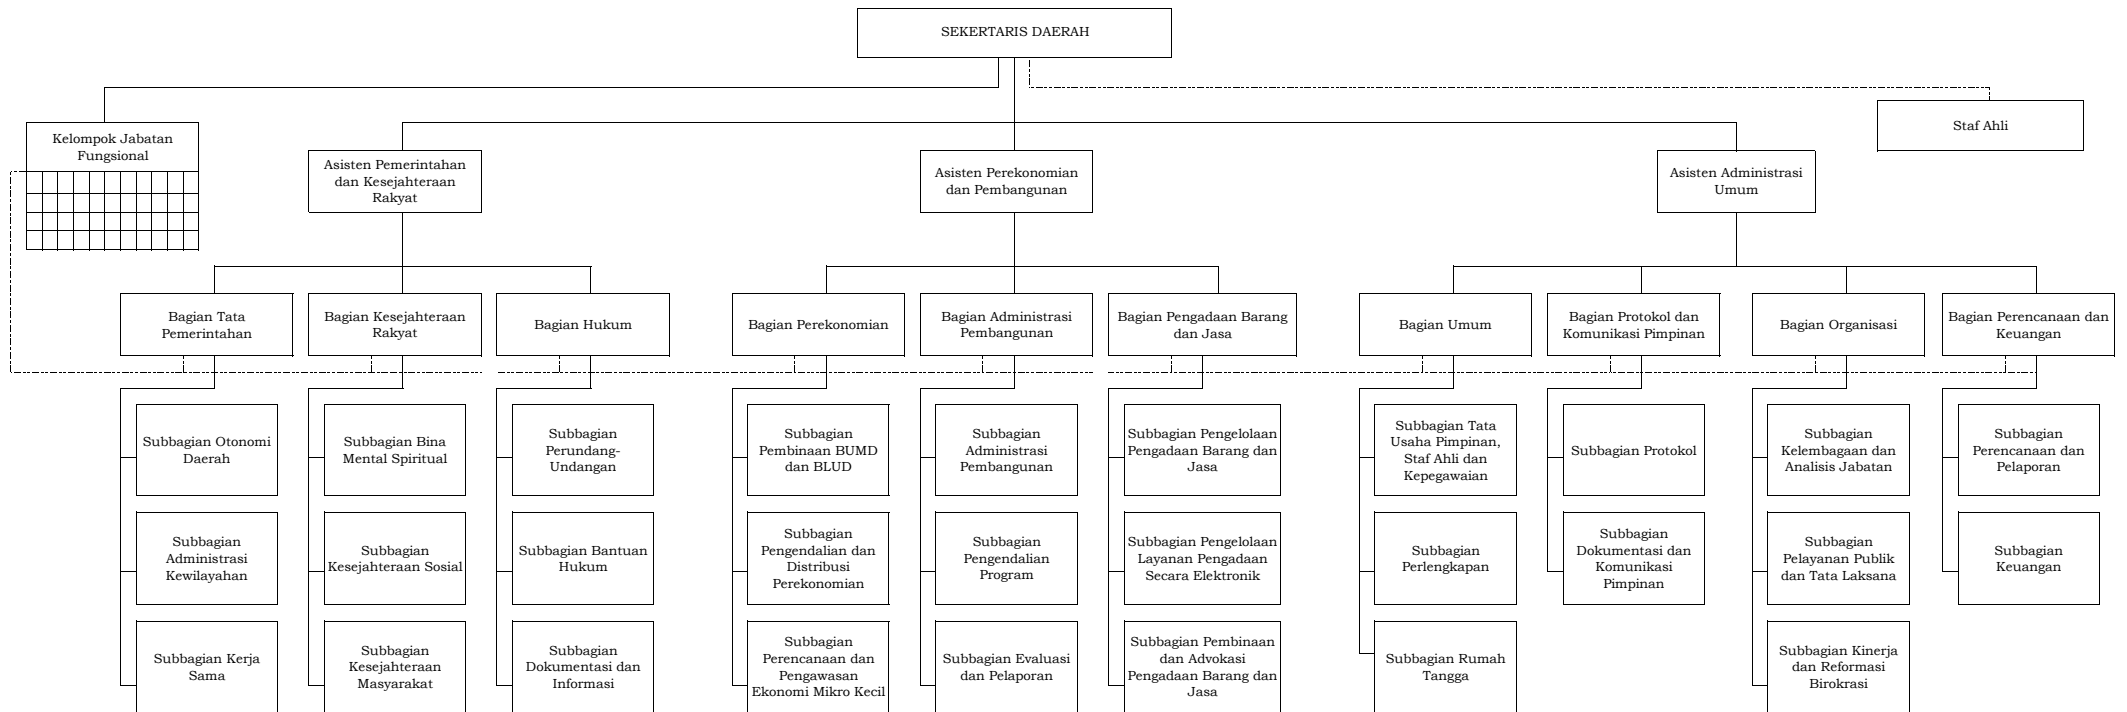 SEKERTARIS DAERAH
Staf Ahli
Kelompok Jabatan
Fungsional
Asisten Pemerintahan
dan Kesejahteraan
Rakyat
Asisten Perekonomian
dan Pembangunan
Asisten Administrasi
Umum
Bagian Tata
Pemerintahan
Bagian Kesejahteraan
Rakyat
Bagian Hukum
Bagian Perekonomian
Bagian Administrasi
Pembangunan
Bagian Pengadaan Barang
dan Jasa
Bagian Umum
Bagian Protokol dan
Komunikasi Pimpinan
Bagian Organisasi
Bagian Perencanaan dan
Keuangan
Subbagian Otonomi
Daerah
Subbagian Bina
Mental Spiritual
Subbagian
Perundang-
Undangan
Subbagian
Pembinaan BUMD
dan BLUD
Subbagian
Administrasi
Pembangunan
Subbagian Pengelolaan
Pengadaan Barang dan
Jasa
Subbagian Tata
Usaha Pimpinan,
Staf Ahli dan
Kepegawaian
Subbagian Protokol
Subbagian
Kelembagaan dan
Analisis Jabatan
Subbagian
Perencanaan dan
Pelaporan
Subbagian
Administrasi
Kewilayahan
Subbagian
Kesejahteraan Sosial
Subbagian Bantuan
Hukum
Subbagian
Pengendalian dan
Distribusi
Perekonomian
Subbagian
Pengendalian
Program
Subbagian Pengelolaan
Layanan Pengadaan
Secara Elektronik
Subbagian
Perlengkapan
Subbagian
Dokumentasi dan
Komunikasi
Pimpinan
Subbagian
Pelayanan Publik
dan Tata Laksana
Subbagian
Keuangan
Subbagian Kerja
Sama
Subbagian
Kesejahteraan
Masyarakat
Subbagian
Dokumentasi dan
Informasi
Subbagian
Perencanaan dan
Pengawasan
Ekonomi Mikro Kecil
Subbagian Evaluasi
dan Pelaporan
Subbagian Pembinaan
dan Advokasi
Pengadaan Barang dan
Jasa
Subbagian Rumah
Tangga
Subbagian Kinerja
dan Reformasi
Birokrasi